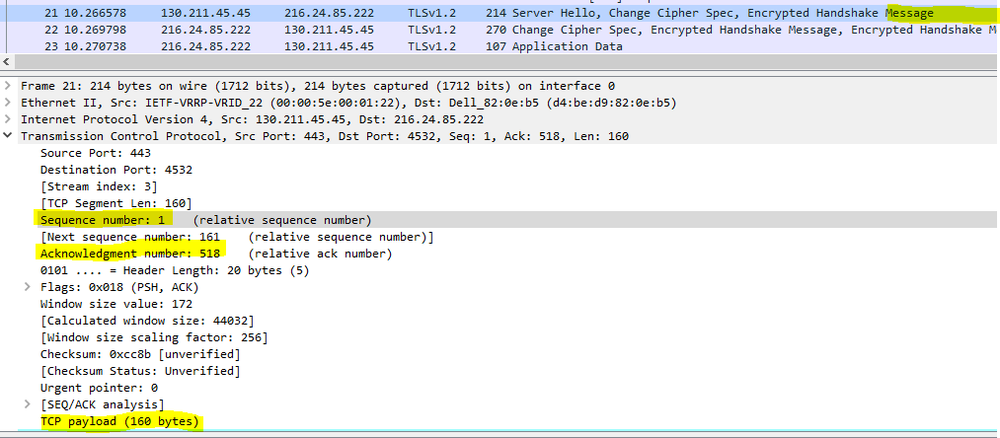 21 10.266578 130.211.45.45 216.24.85.222 TLSv1.2 214 Server Hello, Change Cipher Spec, Encrypted Handshake Message
22 10.269798 216.24.85.222 130.211.45.45 TLSv1.2 270 Change Cipher Spec, Encrypted Handshake Message, Encrypted Handshake M
23 10.270738 216.24.85.222 130.211.45.45 TLSv1.2 107 Application Data
Frame 21: 214 bytes on wire (1712 bits), 214 bytes captured (1712 bits) on interface 0
Ethernet II, Src: IETF-VRRP-VRID_22 (00:00:5e:00:01:22), Dst: Dell_82:0e:b5 (d4:be:d9:82:0e:b5)
Internet Protocol Version 4, Src: 130.211.45.45, Dst: 216.24.85.222
Transmission Control Protocol, Src Port: 443, Dst Port: 4532, Seq: 1, Ack: 518, Len: 160
Source Port: 443
Destination Port: 4532
[Stream index: 3]
[TCP Segment Len: 160]
Sequence number: 1 (relative sequence number)
[Next sequence number: 161 (relative sequence number)]
Acknowledgment number: 518 (relative ack number)
0101 .... = Header Length: 20 bytes (5)
Flags: 0x018 (PSH, ACK)
Window size value: 172
[Calculated window size: 44032]
[Window size scaling factor: 256]
Checksum: 0xcc8b [unverified]
[Checksum Status: Unverified]
Urgent pointer: 0
[SEQ/ACK analysis]
TCP payload (160 bytes)